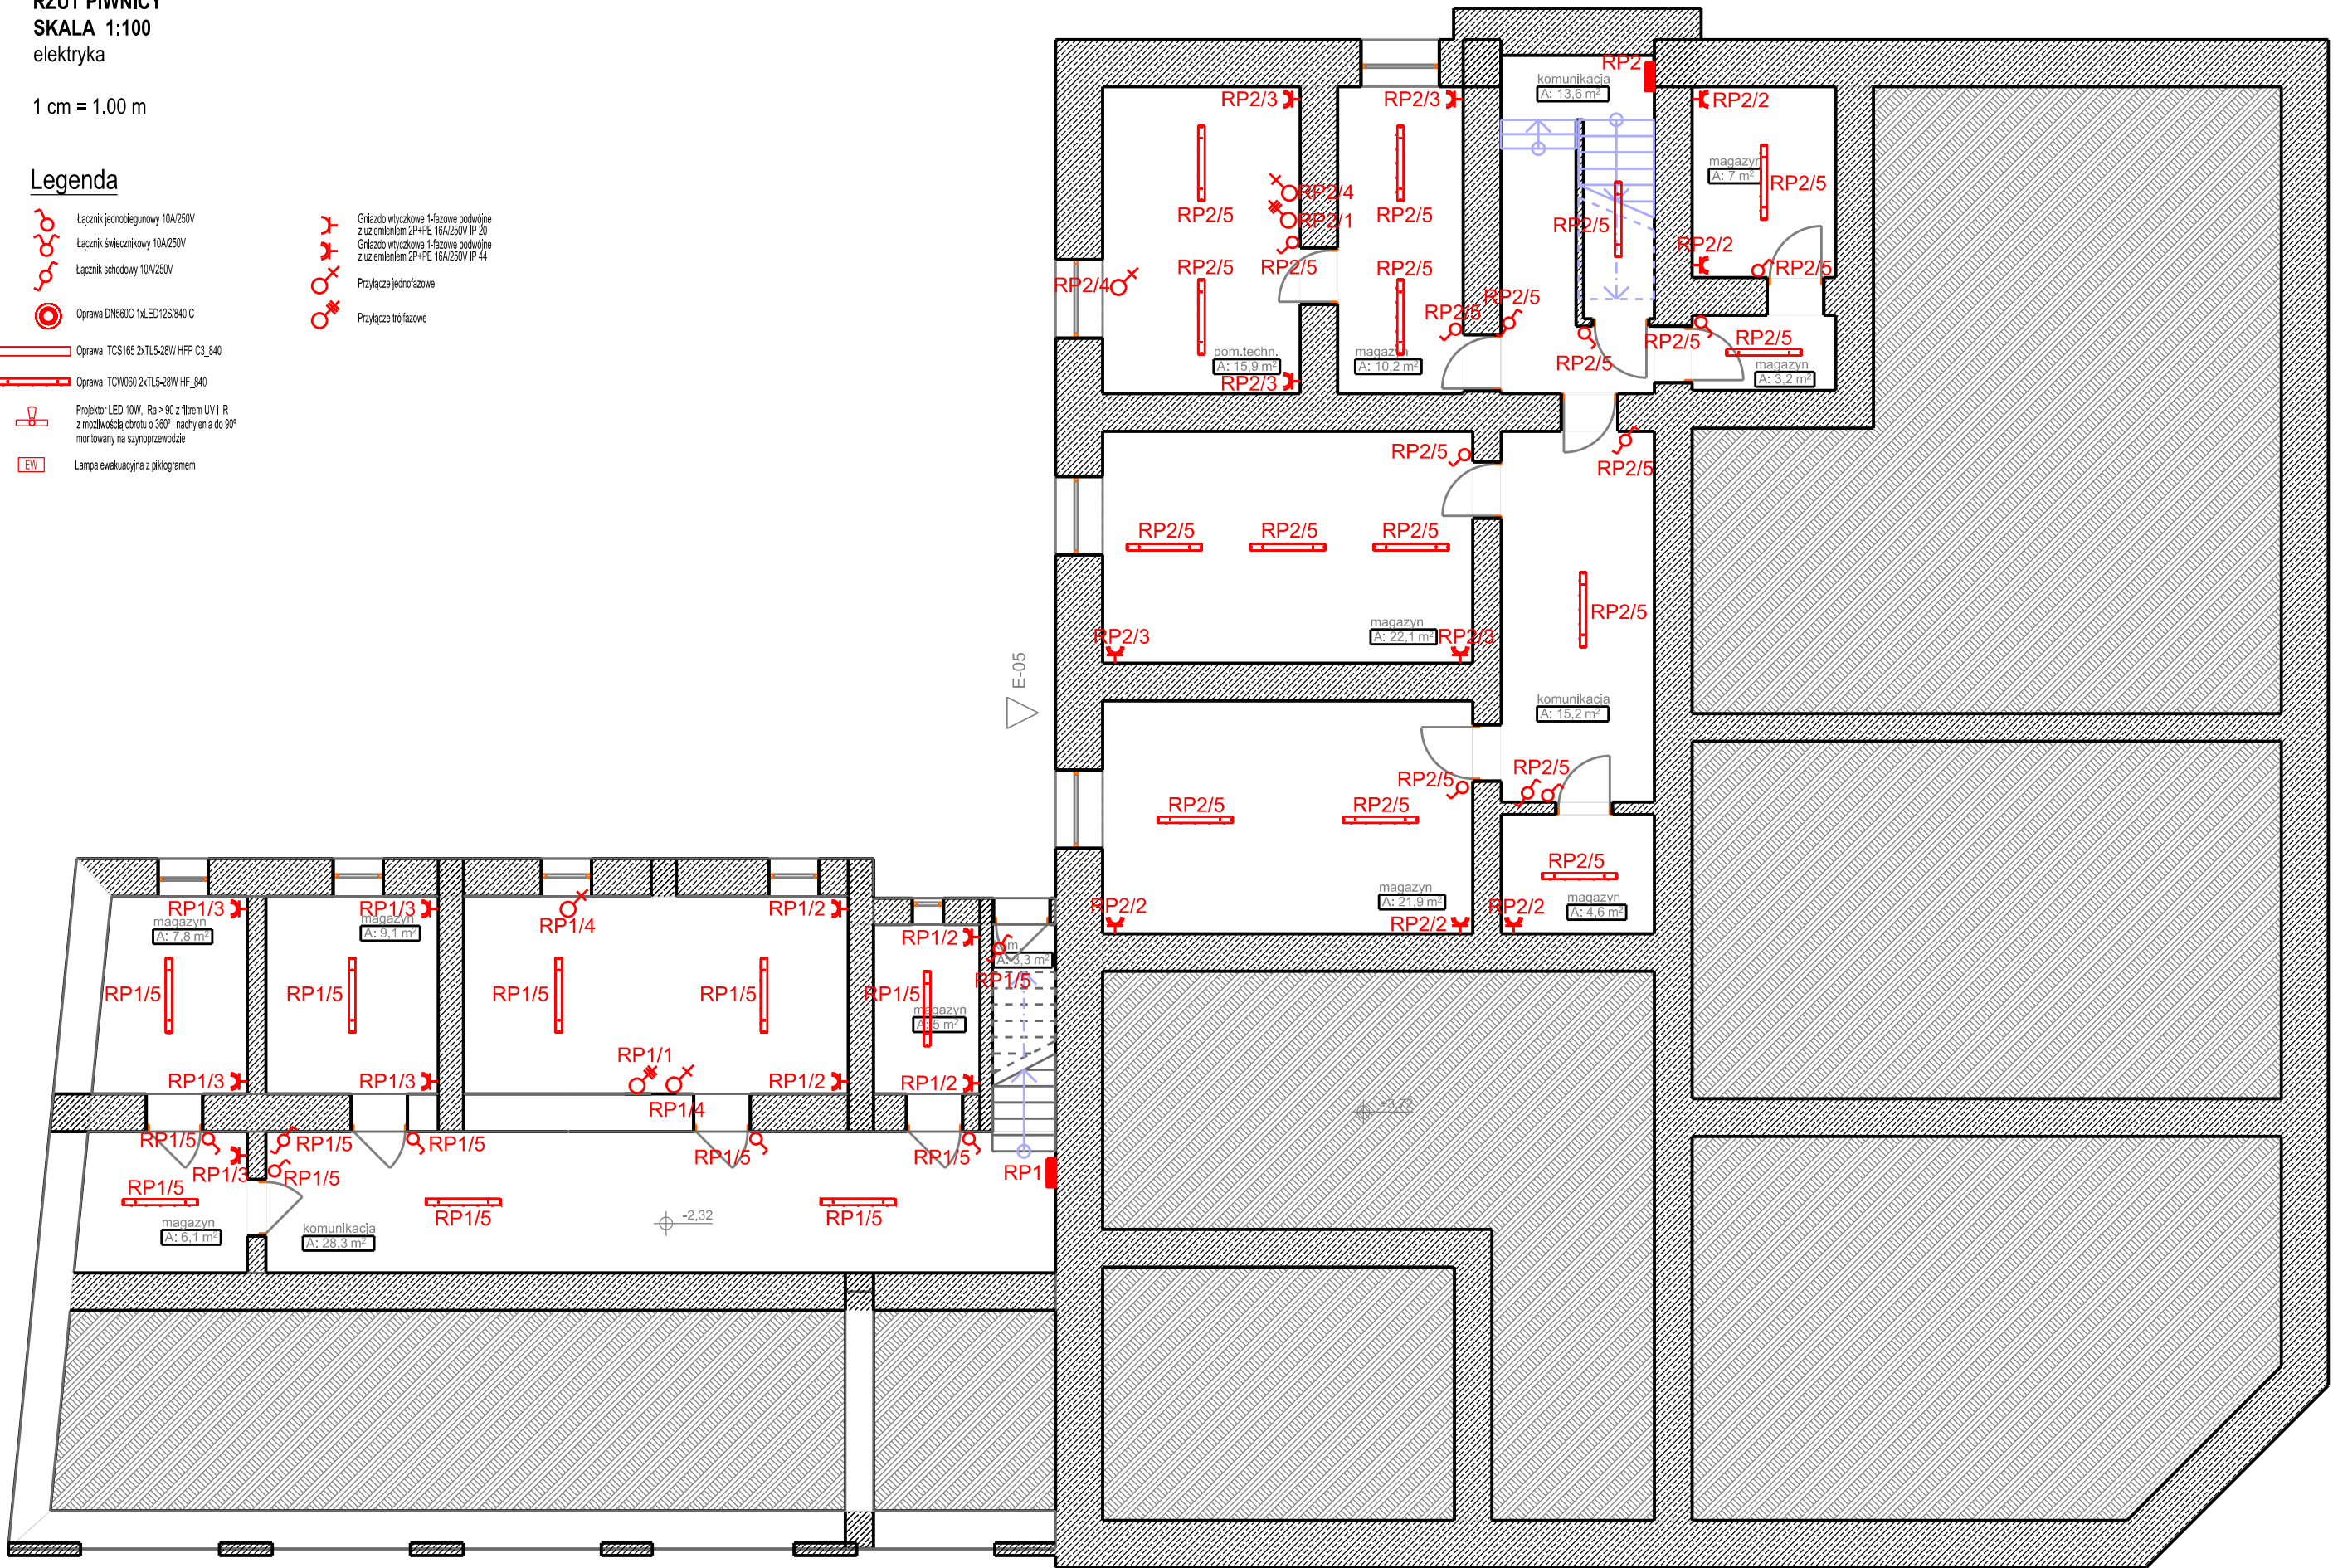 RZUT PIWNICY
SKALA 1:100
elektryka
1 cm = 1.00 m
Legenda
Łącznik jednobiegunowy 10A/250V
Łącznik świecznikowy 10A/250V
Łącznik schodowy 10A/250V
Oprawa DN560C 1xLED12S/840 C
Oprawa TCS165 2xTL5-28W HFP C3_840
Oprawa TCW060 2xTL5-28W HF_840
Projektor LED 10W, Ra > 90 z filtrem UV i IR
z możliwością obrotu o 360º i nachylenia do 90º
montowany na szynoprzewodzie
EW
Lampa ewakuacyjna z piktogramem
Gniazdo wtyczkowe 1-fazowe podwójne
z uziemieniem 2P+PE 16A/250V IP 20
Gniazdo wtyczkowe 1-fazowe podwójne
z uziemieniem 2P+PE 16A/250V IP 44
Przyłącze jednofazowe
Przyłącze trójfazowe
RP2
komunikacja
A: 13,6 m²
RP2/3
RP2/3
RP2/2
magazyn
A: 7 m²
RP2/5
RP2/4
RP2/1
RP2/5
RP2/5
RP2/5
RP2/2
RP2/5
RP2/5
RP2/5
RP2/5
RP2/4
RP2/5
RP2/5
RP2/5
RP2/5
RP2/5
pom.techn.
A: 15,9 m²
magazyn
A: 10,2 m²
RP2/5
magazyn
A: 3,2 m²
RP2/3
RP2/5
RP2/5
RP2/5
RP2/5
RP2/5
RP2/5
magazyn
A: 22,1 m²
RP2/3
RP2/3
E-05
komunikacja
A: 15,2 m²
RP2/5
RP2/5
RP2/5
RP2/5
RP2/5
magazyn
A: 21,9 m²
magazyn
A: 4,6 m²
RP2/2
RP2/2
RP2/2
RP1/3
magazyn
A: 7,8 m²
RP1/3
magazyn
A: 9,1 m²
RP1/4
RP1/2
RP1/2
A: 3,3 m²
RP1/5
RP1/5
RP1/5
RP1/5
RP1/5
RP1/5
magazyn
A: 5 m²
RP1/1
RP1/3
RP1/3
RP1/4
RP1/2
RP1/2
-3,72
RP1/5
RP1/5
RP1/5
RP1/5
RP1/5
RP1/3
RP1/5
RP1
RP1/5
RP1/5
RP1/5
-2,32
magazyn
A: 6,1 m²
komunikacja
A: 28,3 m²